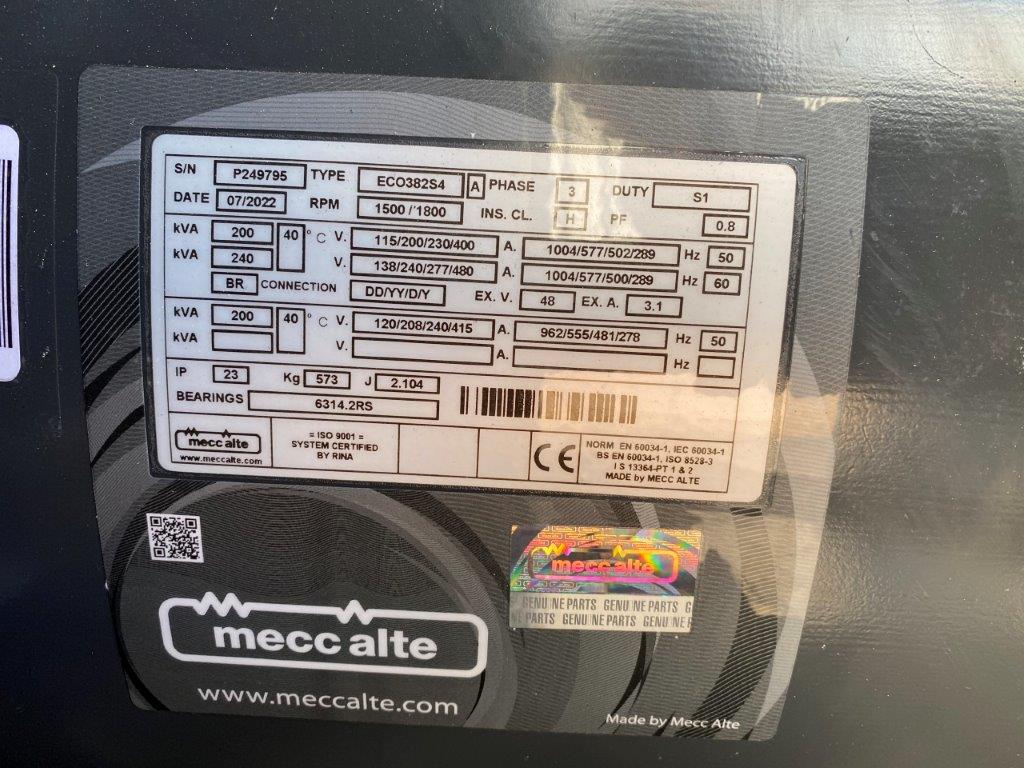 S/N P249795 TYPE ECO382S4 A PHASE 3 DUTY S1
DATE 07/2022 RPM 1500 / 1800 INS. CL. H PF 0.8
kVA 200 40 °C V. 115/200/230/400 A. 1004/577/502/289 Hz 50
kVA 240 V. 138/240/277/480 A. 1004/577/500/289 Hz 60
BR CONNECTION DD/YY/D/Y EX. V. 48 EX. A. 3.1
kVA 200 40 °C V. 120/208/240/415 A. 962/555/481/278 Hz 50
kVA V. A. Hz
IP 23 Kg 573 J 2.104
BEARINGS 6314.2RS
mecc alte
www.meccalte.com
= ISO 9001 =
SYSTEM CERTIFIED
BY RINA
CE
NORM EN 60034-1, IEC 60034-1
BS EN 60034-1, ISO 8528-3
I S 13364-PT 1 & 2
MADE by MECC ALTE
mecc alte
GENUINE PARTS GENUINE PARTS G
E PARTS GENUINE PARTS GENUINE P
mecc alte
www.meccalte.com
Made by Mecc Alte